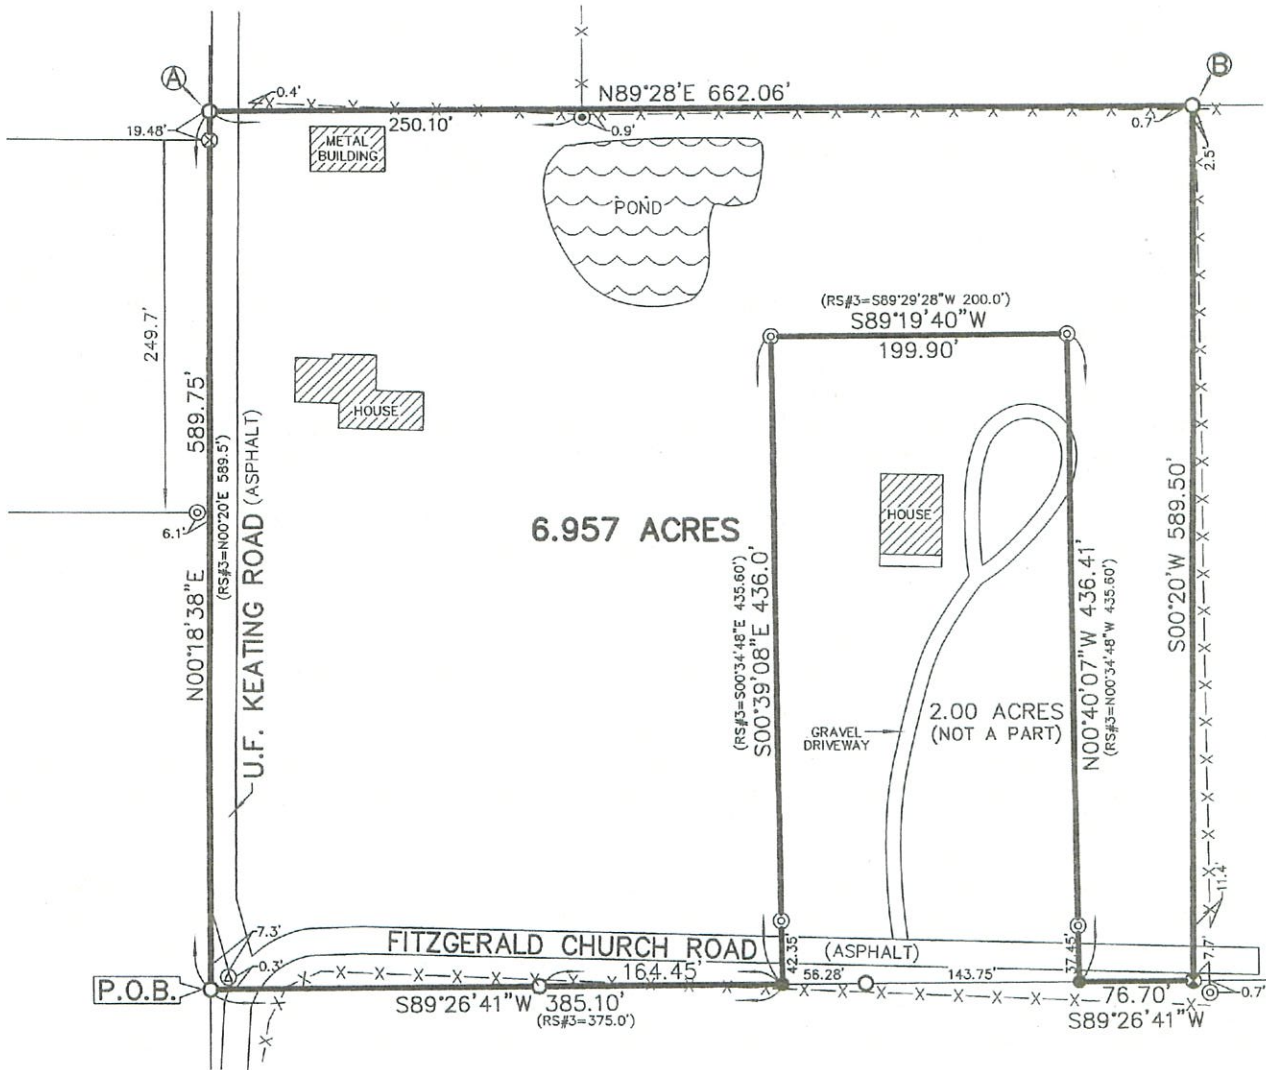 A
B
0.4'
N89°28'E 662.06'
19.48'
250.10'
0.9'
0.7'
METAL
BUILDING
2.5'
POND
249.7'
(RS#3=S89°29'28"W 200.0')
S89°19'40"W
199.90'
N00°18'38"E 589.75'
(RS#3=N00°20'E 589.5')
HOUSE
U.F. KEATING ROAD (ASPHALT)
6.1'
6.957 ACRES
HOUSE
(RS#3=S00°34'48"E 435.60')
S00°39'08"E 436.0'
N00°40'07"W 436.41'
(RS#3=N00°34'48"W 435.60')
S00°20'W 589.50'
2.00 ACRES
(NOT A PART)
GRAVEL
DRIVEWAY
11.4'
7.3'
FITZGERALD CHURCH ROAD (ASPHALT)
0.3'
164.45'
42.35'
56.28'
143.75'
37.45'
7.7'
P.O.B.
S89°26'41"W 385.10'
(RS#3=375.0')
76.70'
S89°26'41"W
0.7'